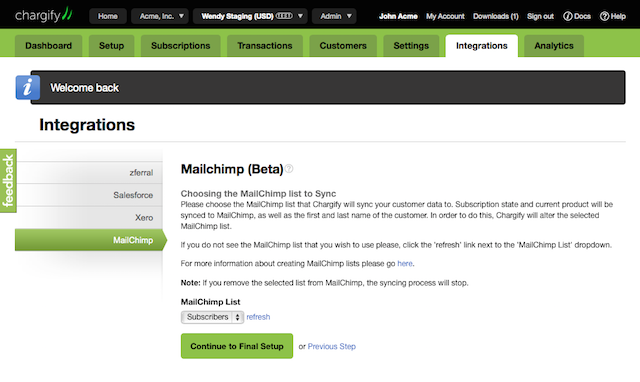 chargify Home Acme, Inc. Wendy Staging (USD) TEST Admin John Acme My Account Downloads (1) Sign out Docs Help
Dashboard Setup Subscriptions Transactions Customers Settings Integrations Analytics
Welcome back
Integrations
feedback
zferral
Salesforce
Xero
MailChimp
Mailchimp (Beta)
Choosing the MailChimp list to Sync
Please choose the MailChimp list that Chargify will sync your customer data to. Subscription state and current product will be
synced to MailChimp, as well as the first and last name of the customer. In order to do this, Chargify will alter the selected
MailChimp list.
If you do not see the MailChimp list that you wish to use please, click the 'refresh' link next to the 'MailChimp List' dropdown.
For more information about creating MailChimp lists please go here.
Note: If you remove the selected list from MailChimp, the syncing process will stop.
MailChimp List
Subscribers refresh
Continue to Final Setup or Previous Step